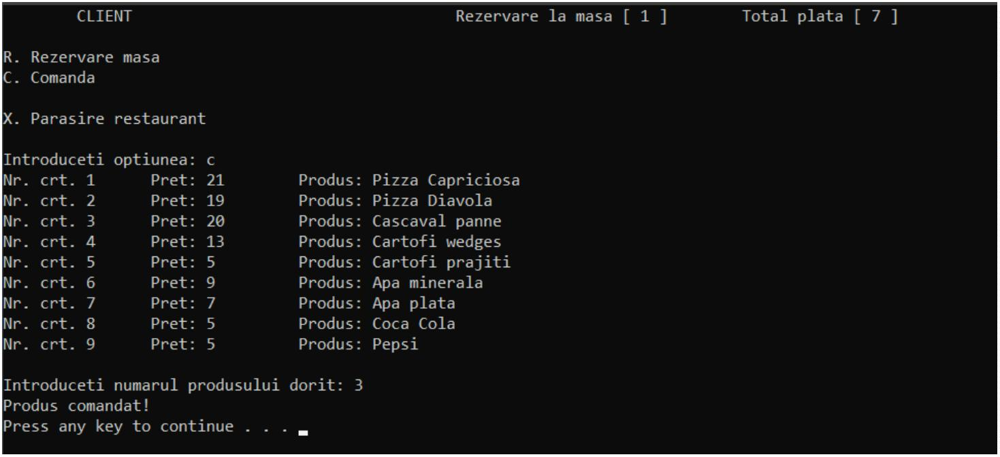 CLIENT Rezervare la masa [ 1 ] Total plata [ 7 ]
R. Rezervare masa
C. Comanda
X. Parasire restaurant
Introduceti optiunea: c
Nr. crt. 1 Pret: 21 Produs: Pizza Capriciosa
Nr. crt. 2 Pret: 19 Produs: Pizza Diavola
Nr. crt. 3 Pret: 20 Produs: Cascaval panne
Nr. crt. 4 Pret: 13 Produs: Cartofi wedges
Nr. crt. 5 Pret: 5 Produs: Cartofi prajiti
Nr. crt. 6 Pret: 9 Produs: Apa minerala
Nr. crt. 7 Pret: 7 Produs: Apa plata
Nr. crt. 8 Pret: 5 Produs: Coca Cola
Nr. crt. 9 Pret: 5 Produs: Pepsi
Introduceti numarul produsului dorit: 3
Produs comandat!
Press any key to continue . . .